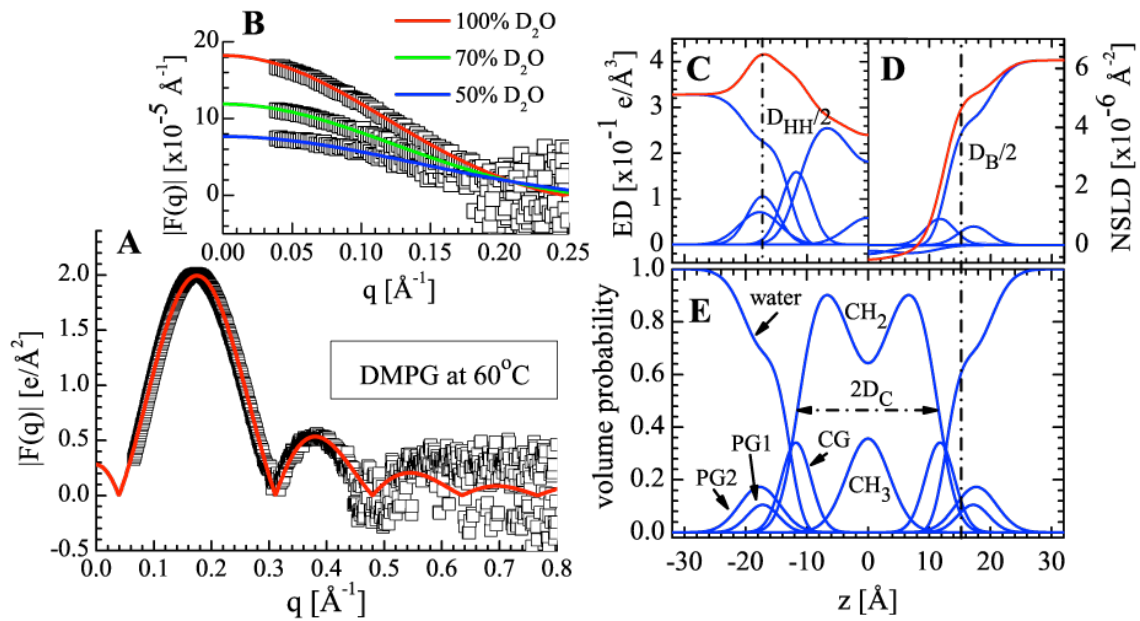 B
100% D₂O
70% D₂O
50% D₂O
|F(q)| [x10⁻⁵ Å⁻¹]
20
10
0
0.00 0.05 0.10 0.15 0.20 0.25
q [Å⁻¹]
A
|F(q)| [e/Å²]
2.0
1.5
1.0
0.5
0.0
-0.5
DMPG at 60°C
0.0 0.1 0.2 0.3 0.4 0.5 0.6 0.7 0.8
q [Å⁻¹]
C
ED [x10⁻¹ e/Å³]
4
3
2
1
0
D_HH/2
D
D_B/2
6
4
2
0
NSLD [x10⁻⁶ Å⁻²]
E
volume probability
1.0
0.8
0.6
0.4
0.2
0.0
water
CH₂
2D_C
PG1
PG2
CG
CH₃
-30 -20 -10 0 10 20 30
z [Å]